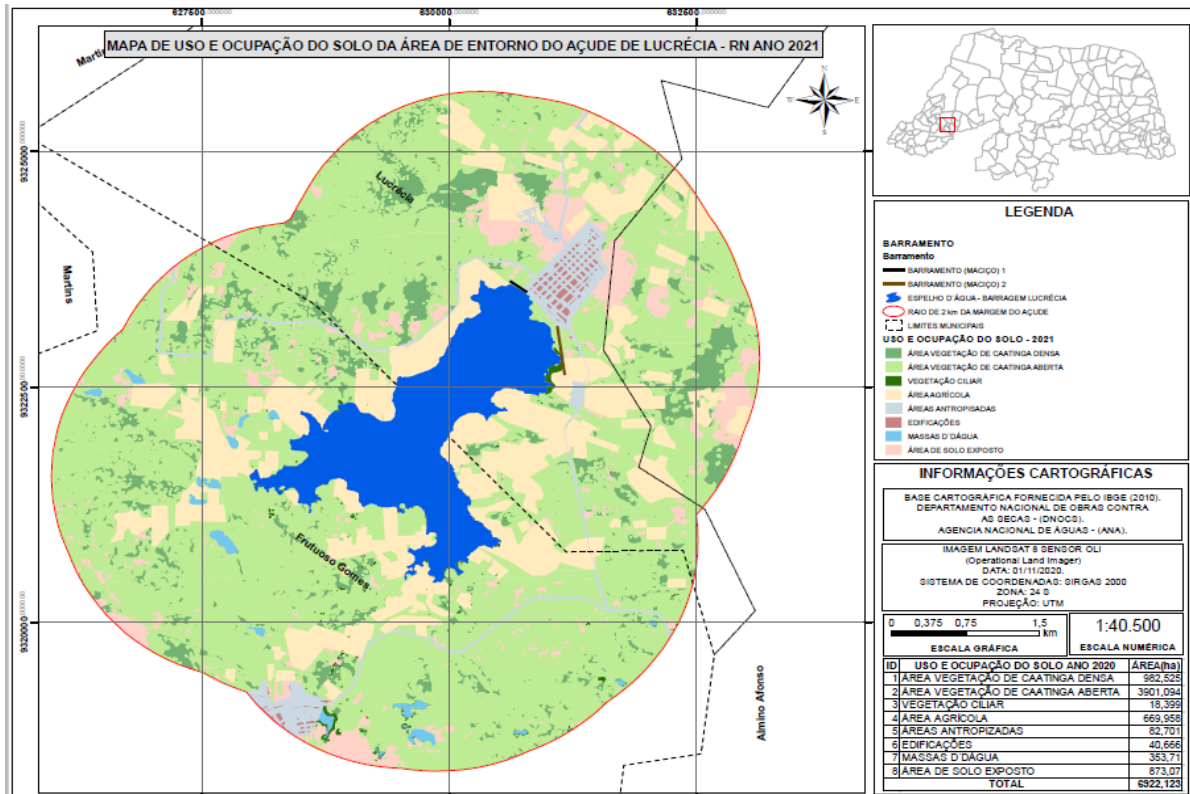 627500,000000
630000,000000
632500,000000
MAPA DE USO E OCUPAÇÃO DO SOLO DA ÁREA DE ENTORNO DO AÇUDE DE LUCRÉCIA - RN ANO 2021
N
W
E
S
9325000,000000
9322500,000000
9320000,000000
Lucrécia
Martins
Frutuoso Gomes
Almino Afonso
LEGENDA
BARRAMENTO
Barramento
BARRAMENTO (MACIÇO) 1
BARRAMENTO (MACIÇO) 2
ESPELHO D'ÁGUA - BARRAGEM LUCRÉCIA
RAIO DE 2 km DA MARGEM DO AÇUDE
LIMITES MUNICIPAIS
USO E OCUPAÇÃO DO SOLO - 2021
ÁREA VEGETAÇÃO DE CAATINGA DENSA
ÁREA VEGETAÇÃO DE CAATINGA ABERTA
VEGETAÇÃO CILIAR
ÁREA AGRÍCOLA
ÁREAS ANTROPISADAS
EDIFICAÇÕES
MASSAS D'DÁGUA
ÁREA DE SOLO EXPOSTO
INFORMAÇÕES CARTOGRÁFICAS
BASE CARTOGRÁFICA FORNECIDA PELO IBGE (2010).
DEPARTAMENTO NACIONAL DE OBRAS CONTRA
AS SECAS - (DNOCS).
AGENCIA NACIONAL DE ÁGUAS - (ANA).
IMAGEM LANDSAT 8 SENSOR OLI
(Operational Land Imager)
DATA: 01/11/2020.
SISTEMA DE COORDENADAS: SIRGAS 2000
ZONA: 24 S
PROJEÇÃO: UTM
0 0,375 0,75 1,5
km
ESCALA GRÁFICA
1:40.500
ESCALA NUMÉRICA
ID USO E OCUPAÇÃO DO SOLO ANO 2020 ÁREA(ha)
1 ÁREA VEGETAÇÃO DE CAATINGA DENSA 982,525
2 ÁREA VEGETAÇÃO DE CAATINGA ABERTA 3901,094
3 VEGETAÇÃO CILIAR 18,399
4 ÁREA AGRÍCOLA 669,958
5 ÁREAS ANTROPIZADAS 82,701
6 EDIFICAÇÕES 40,666
7 MASSAS D'DÁGUA 353,71
8 ÁREA DE SOLO EXPOSTO 873,07
TOTAL 6922,123